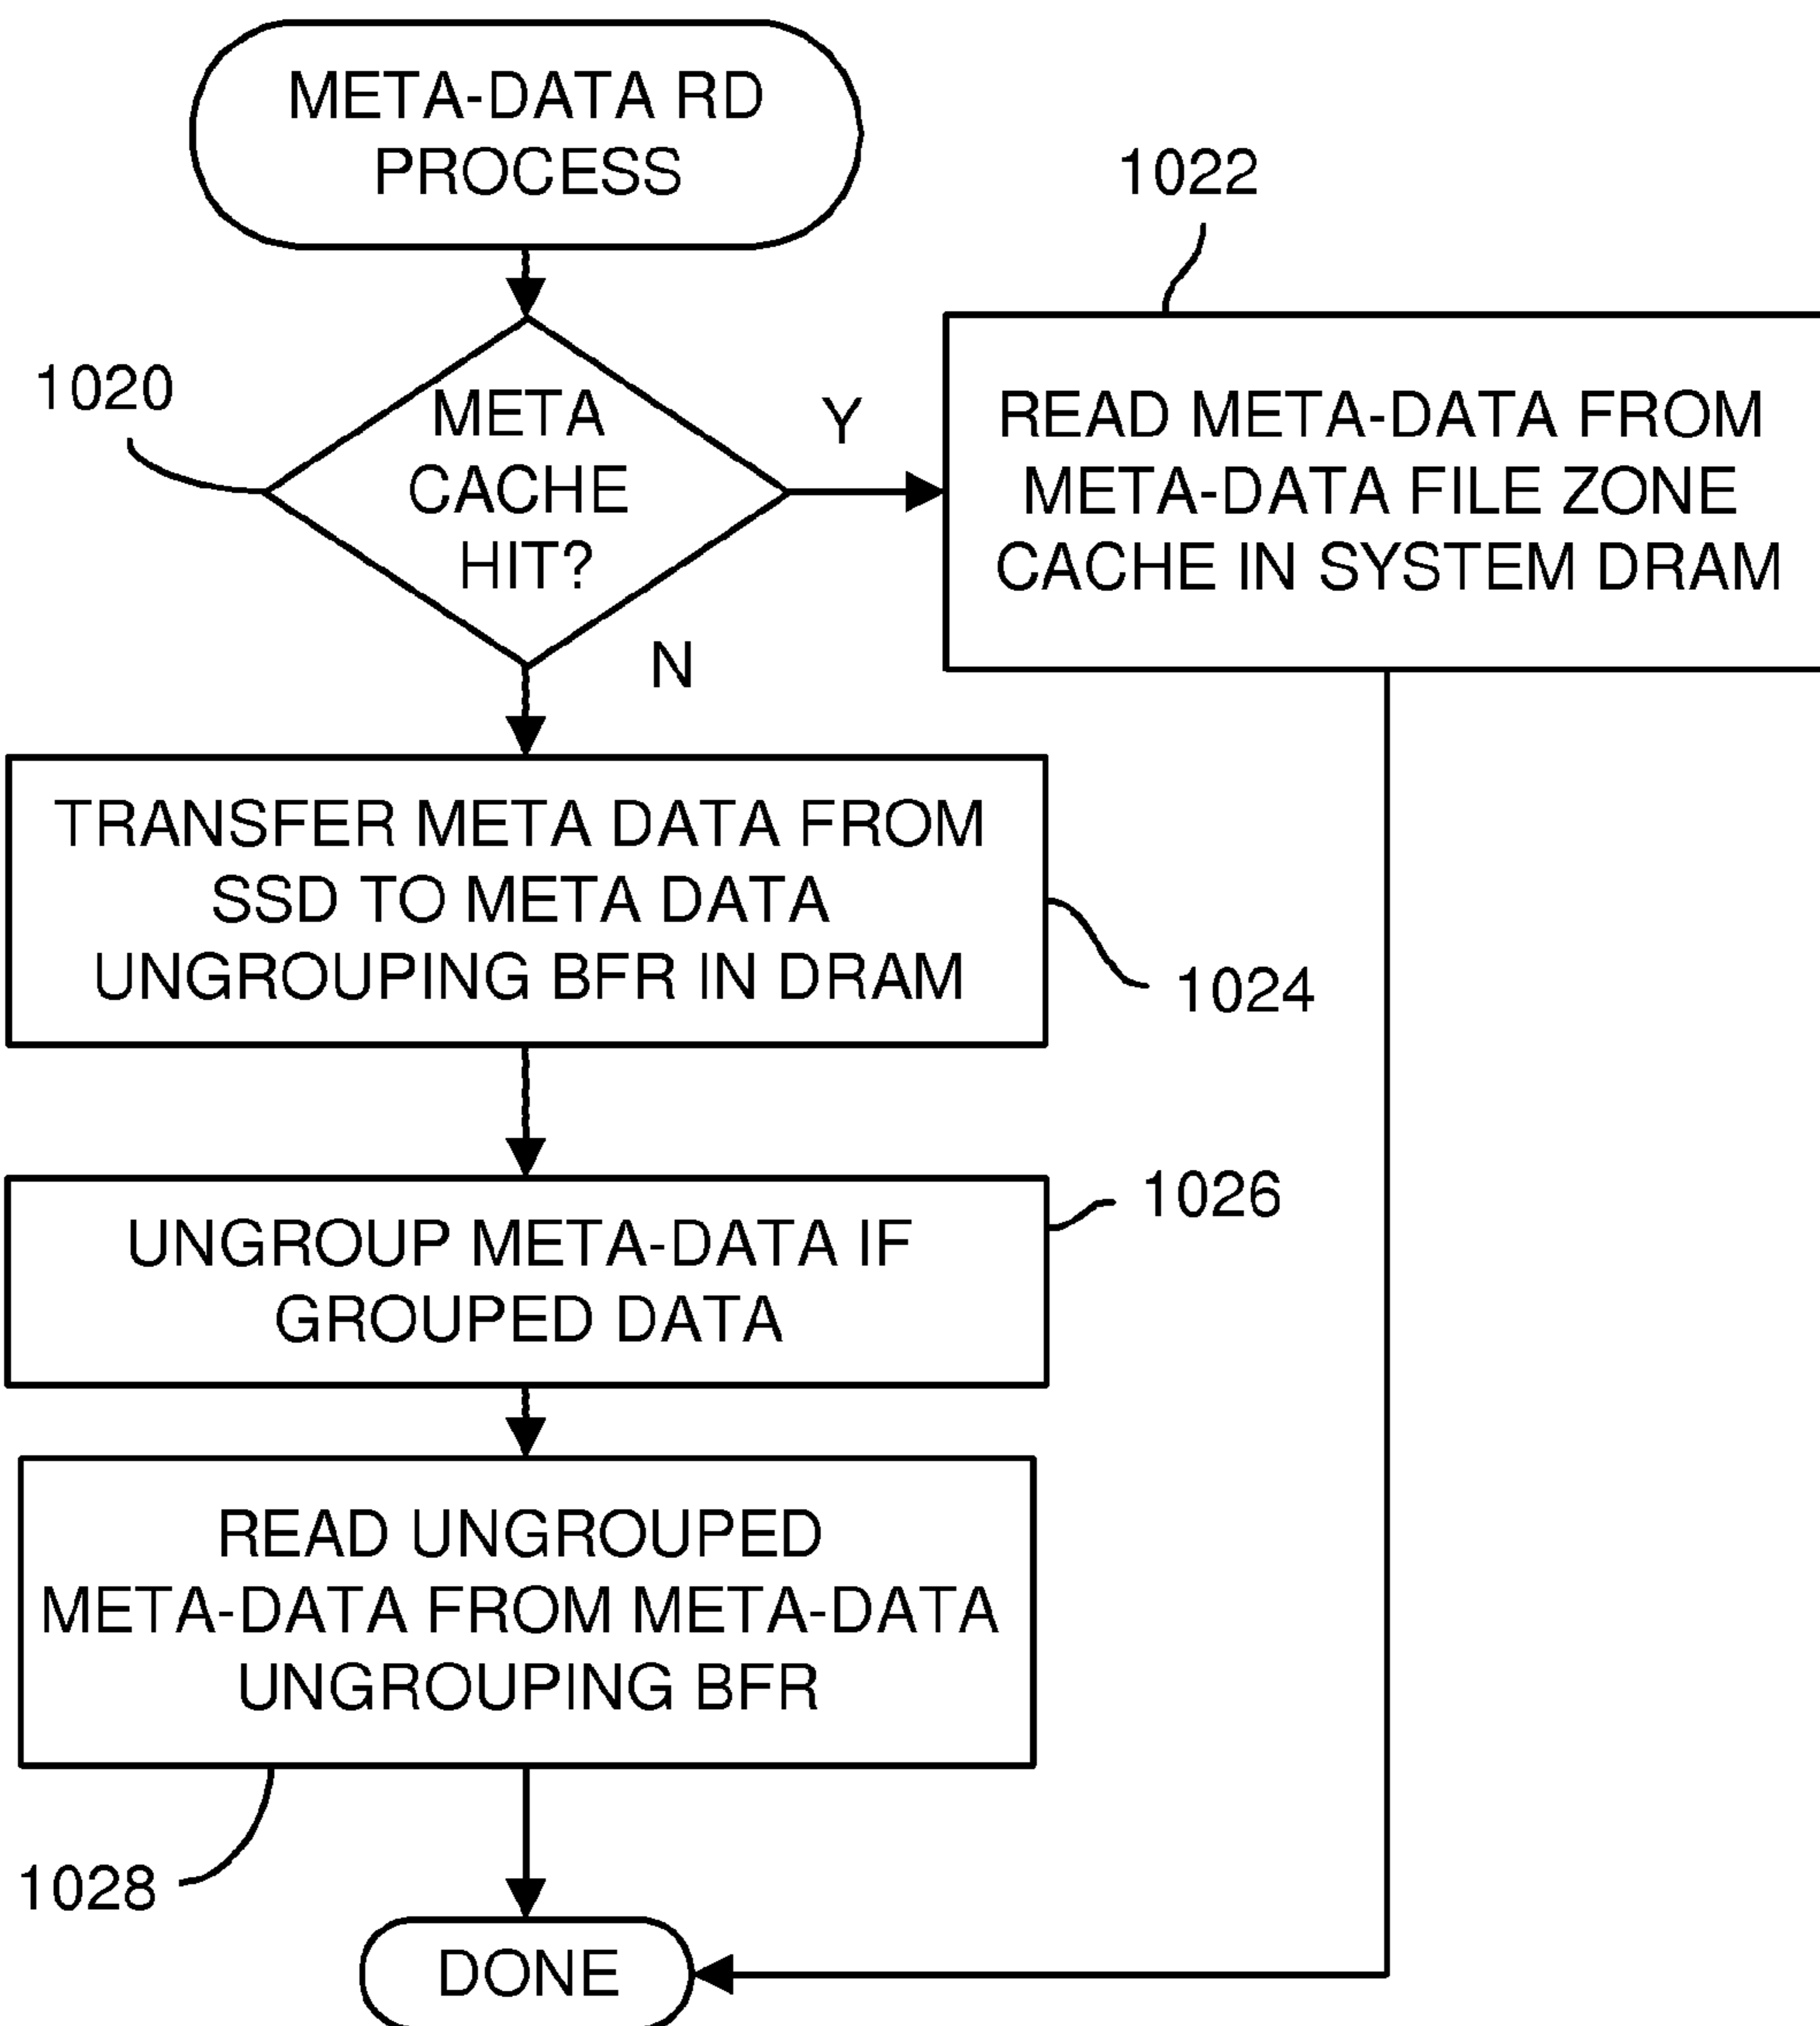 META-DATA RD
PROCESS
1022
1020
META
CACHE
HIT?
Y
READ META-DATA FROM
META-DATA FILE ZONE
CACHE IN SYSTEM DRAM
N
TRANSFER META DATA FROM
SSD TO META DATA
UNGROUPING BFR IN DRAM
1024
UNGROUP META-DATA IF
GROUPED DATA
1026
READ UNGROUPED
META-DATA FROM META-DATA
UNGROUPING BFR
1028
DONE